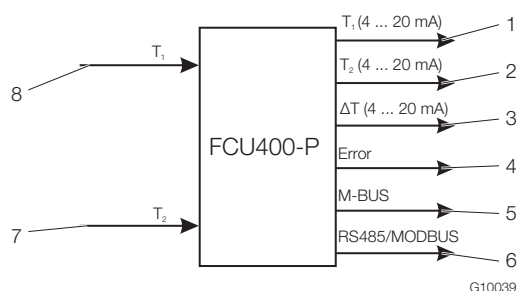 T₁ (4 ... 20 mA)
1
T₁
T₂ (4 ... 20 mA)
2
8
ΔT (4 ... 20 mA)
3
FCU400-P
Error
4
M-BUS
5
T₂
7
RS485/MODBUS
6
G10039